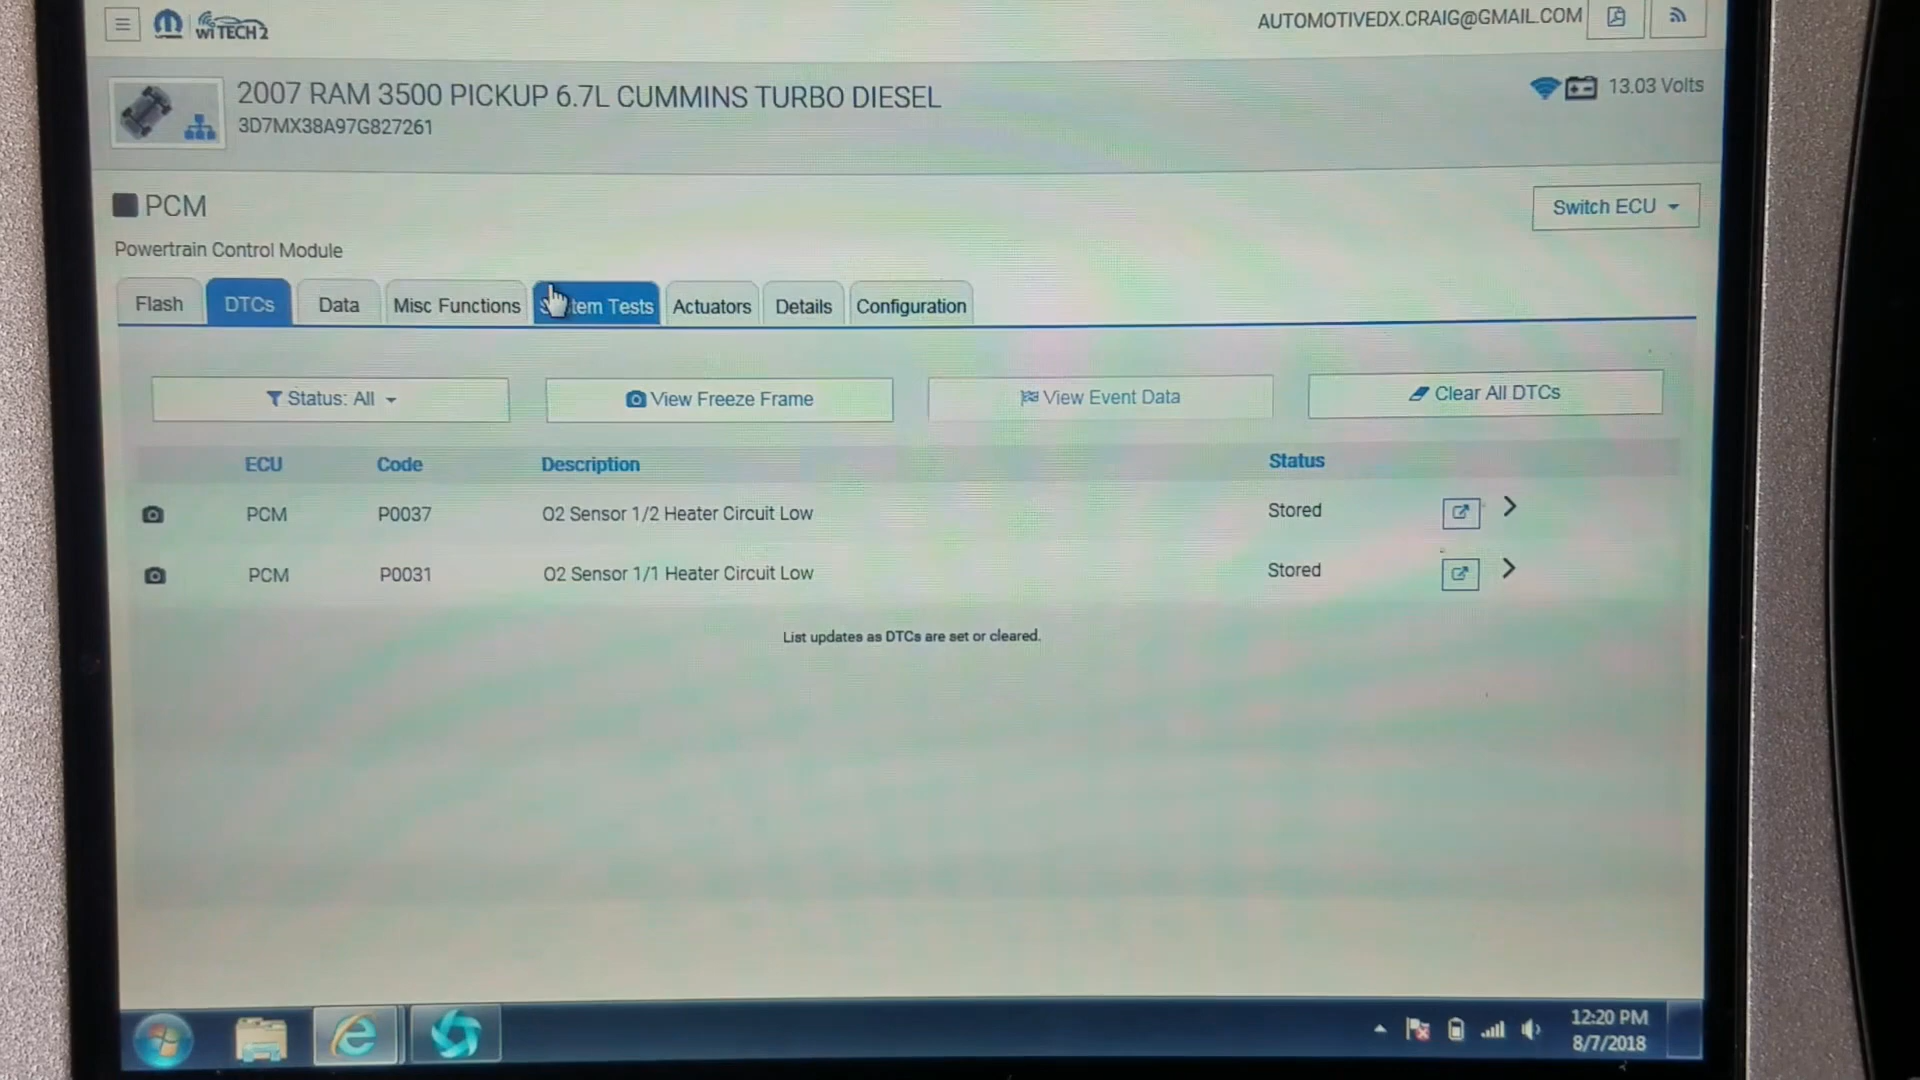 wiTECH 2
AUTOMOTIVEDX.CRAIG@GMAIL.COM
2007 RAM 3500 PICKUP 6.7L CUMMINS TURBO DIESEL
3D7MX38A97G827261
13.03 Volts
PCM
Switch ECU
Powertrain Control Module
Flash DTCs Data Misc Functions tem Tests Actuators Details Configuration
Status: All View Freeze Frame View Event Data Clear All DTCs
ECU Code Description Status
PCM P0037 O2 Sensor 1/2 Heater Circuit Low Stored
PCM P0031 O2 Sensor 1/1 Heater Circuit Low Stored
List updates as DTCs are set or cleared.
12:20 PM
8/7/2018